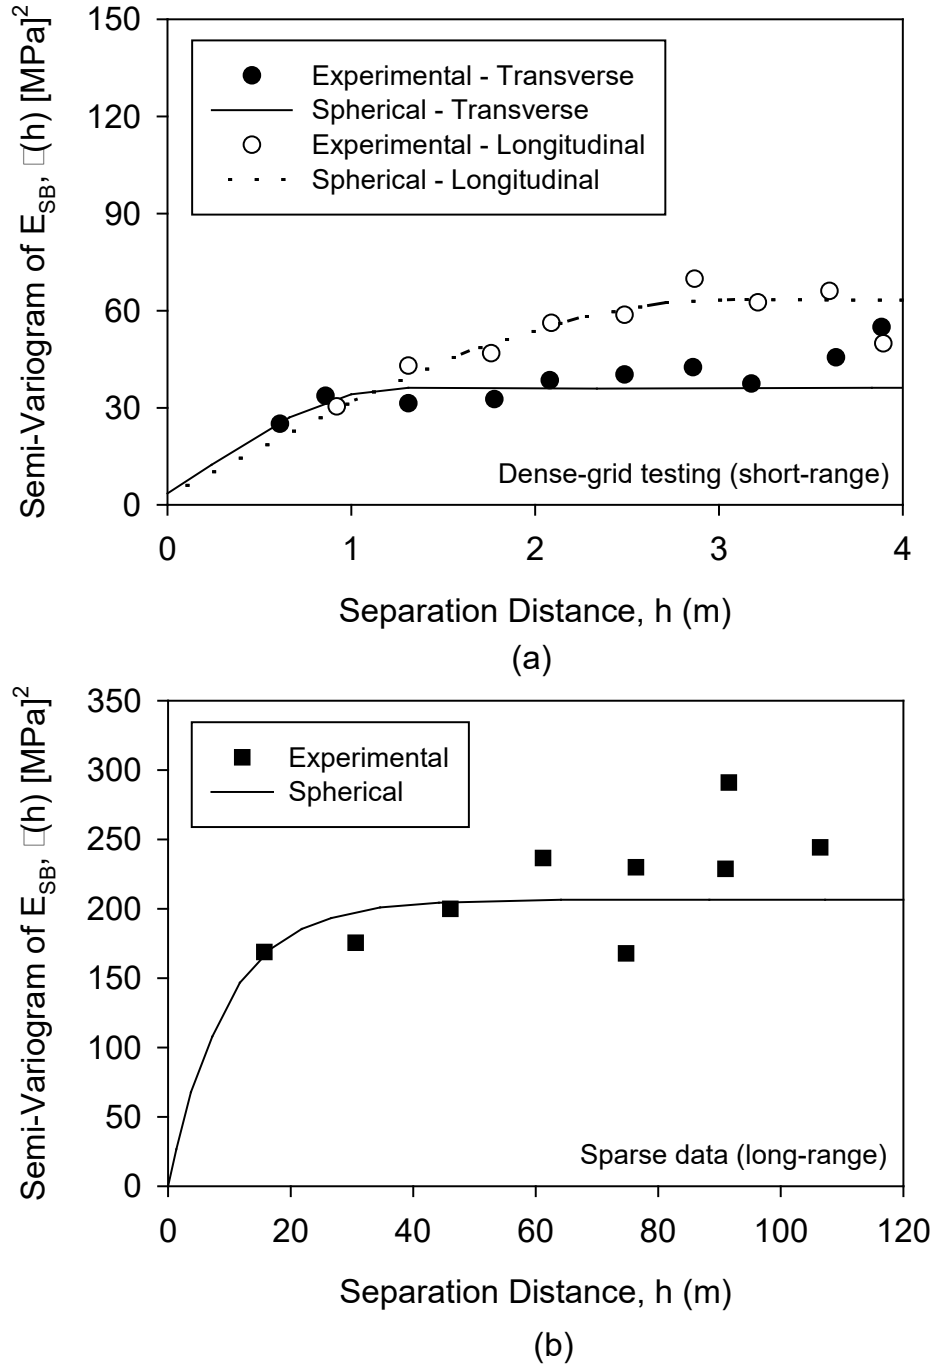 Semi-Variogram of E_SB, □(h) [MPa]²
150
120
90
60
30
0
Experimental - Transverse
Spherical - Transverse
Experimental - Longitudinal
Spherical - Longitudinal
Dense-grid testing (short-range)
0 1 2 3 4
Separation Distance, h (m)
(a)
Semi-Variogram of E_SB, □(h) [MPa]²
350
300
250
200
150
100
50
0
Experimental
Spherical
Sparse data (long-range)
0 20 40 60 80 100 120
Separation Distance, h (m)
(b)